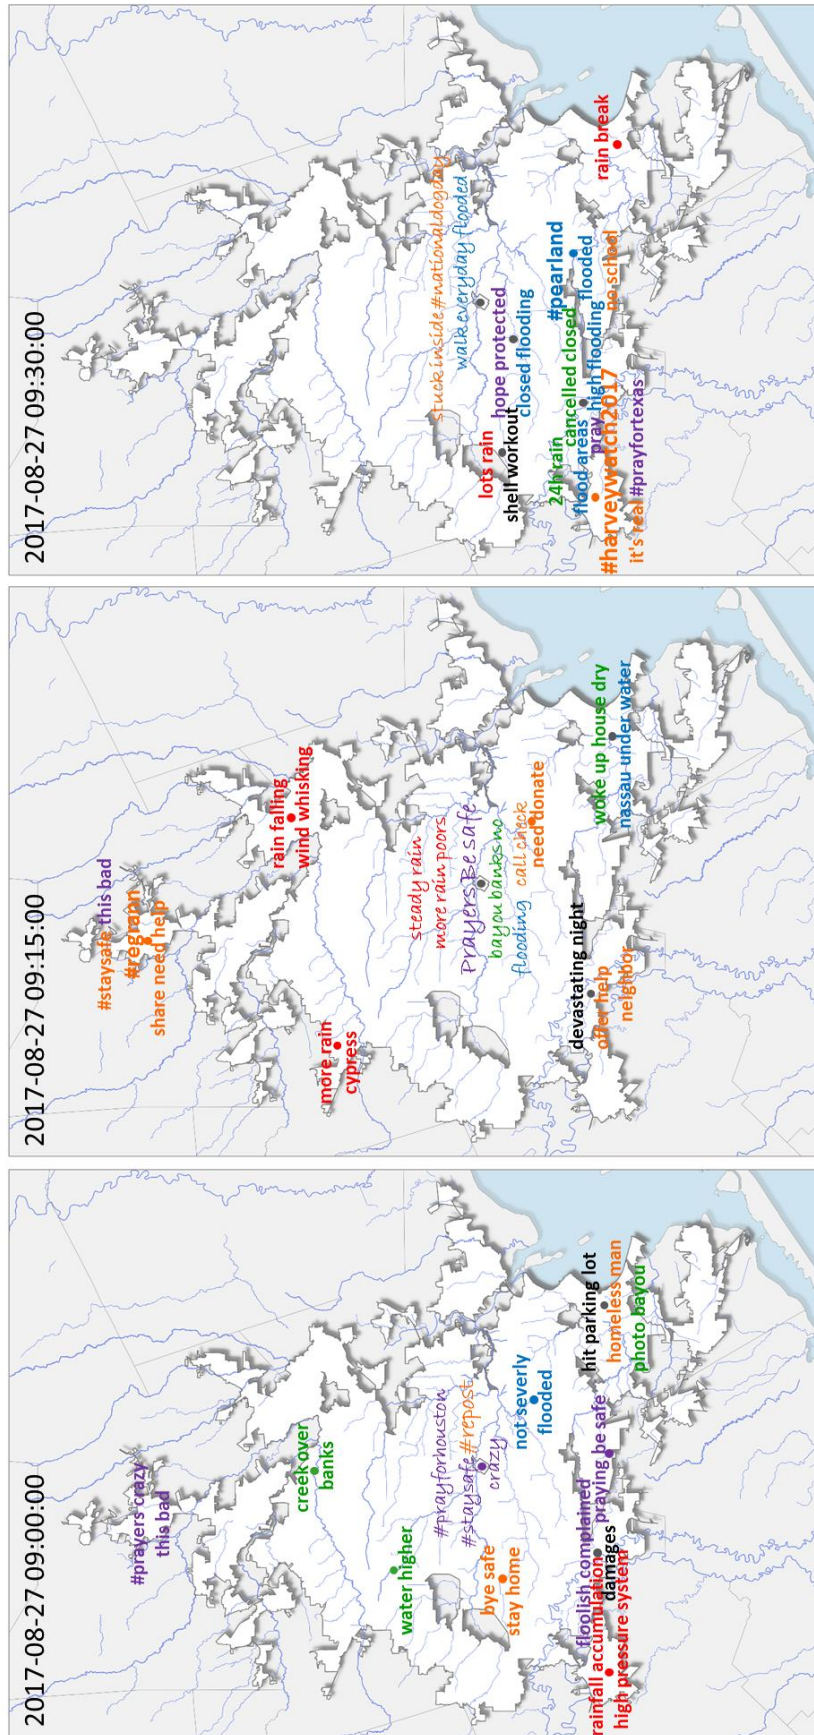 2017-08-27 09:00:00
#prayers crazy
this bad
creek over
banks
water higher
#prayforhouston
#staysafe #repost
crazy
bye safe
stay home
not severly
flooded
floolish complained
praying be safe
rainfall accumulation
damages
high pressure system
hit parking lot
homeless man
photo bayou
2017-08-27 09:15:00
#staysafe this bad
#regrann
share need help
rain falling
wind whisking
more rain
cypress
steady rain
more rain poors
Prayers Be safe
bayou banks no
flooding call check
need donate
devastating night
offer help
neighbor
woke up house dry
nassau under water
2017-08-27 09:30:00
stuck inside #nationaldogday
walk everyday flooded
lots rain
hope protected
shell workout
closed flooding
24h rain
cancelled closed
#pearland
flood areas
high flooding
flooded
pray
#harveywatch2017
no school
it's real #prayfortexas
rain break